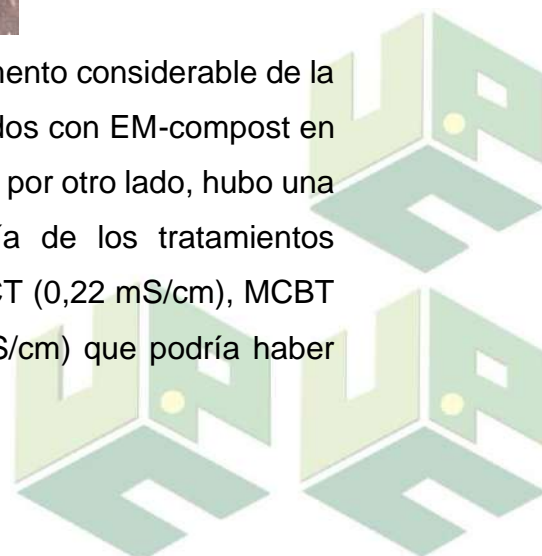 mento considerable de la
dos con EM-compost en
por otro lado, hubo una
ía de los tratamientos
CT (0,22 mS/cm), MCBT
S/cm) que podría haber